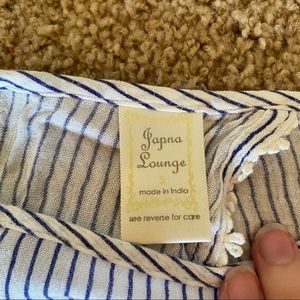 Japna
Lounge
S
made in India
see reverse for care